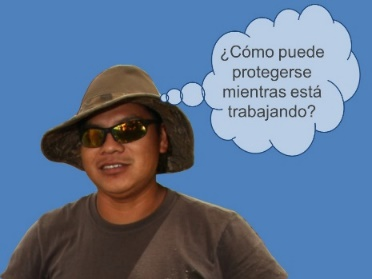 ¿Cómo puede
protegerse
mientras está
trabajando?